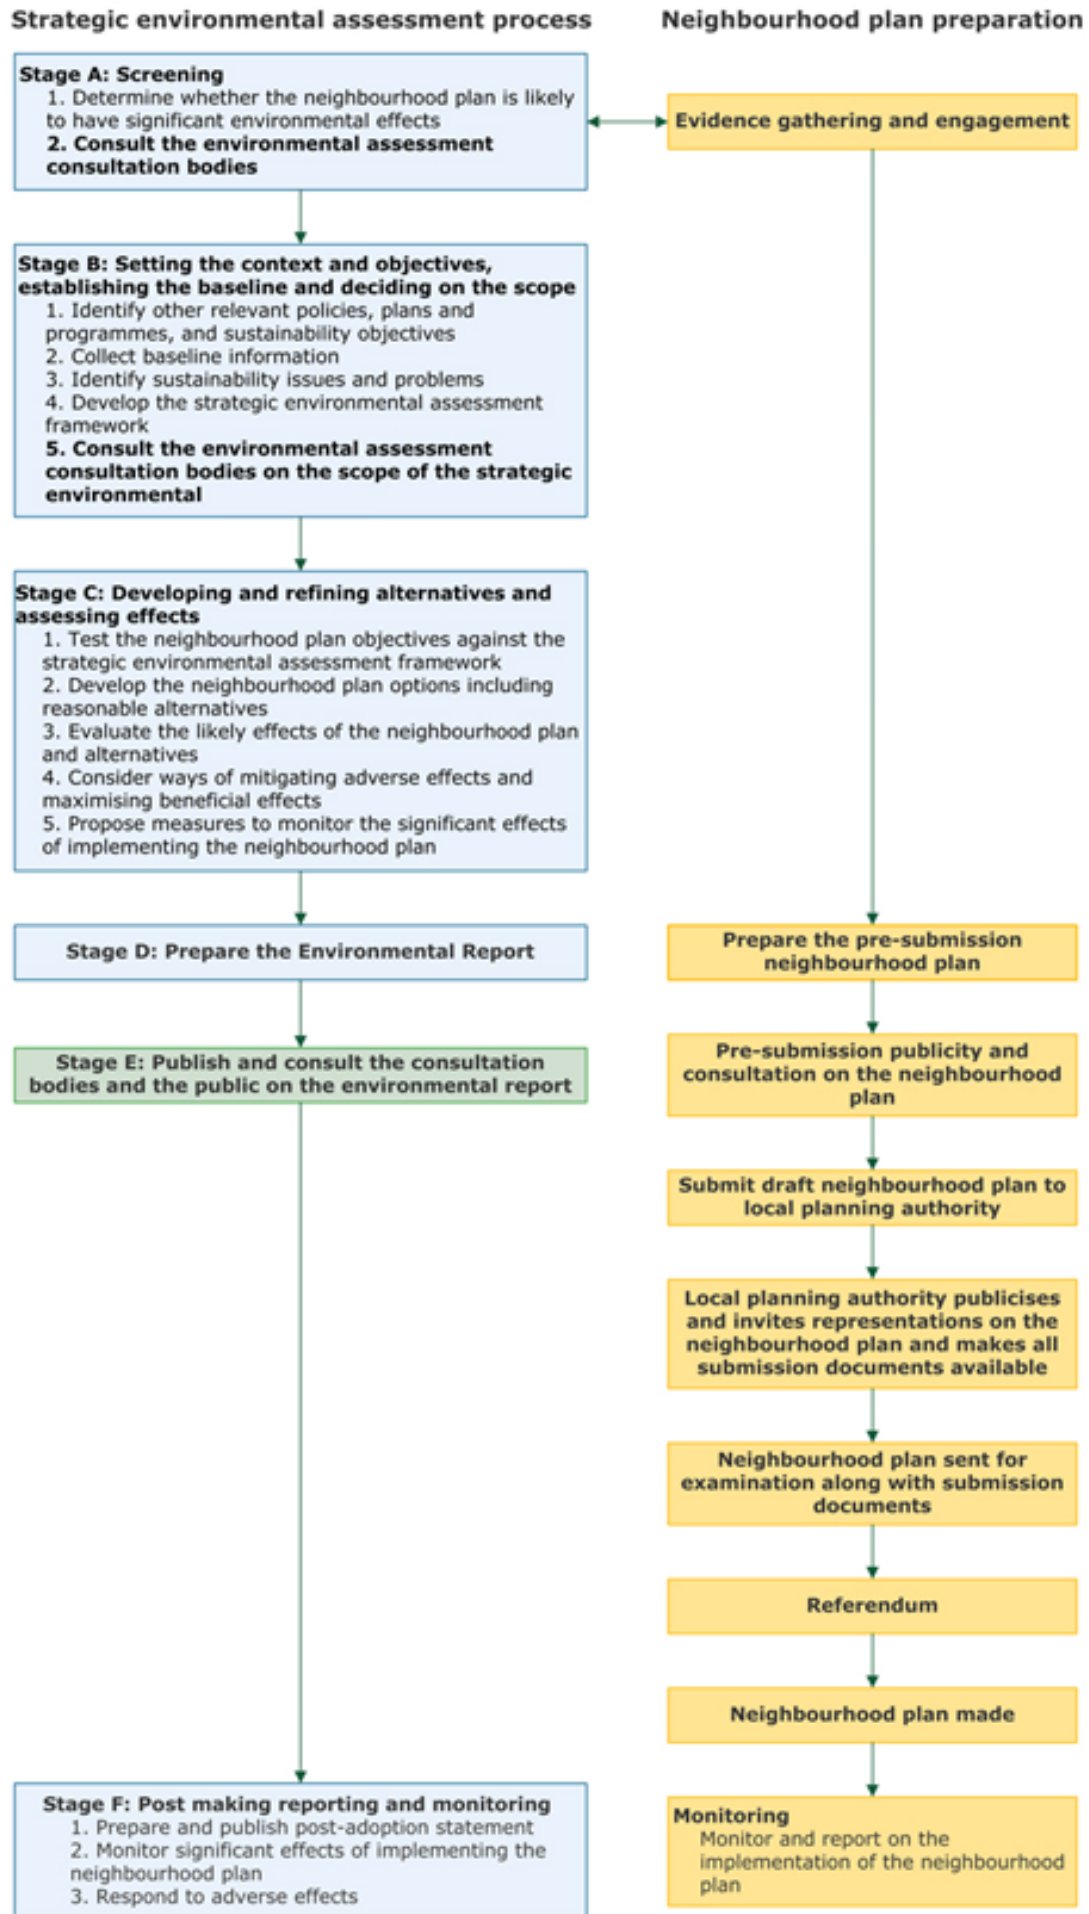 Strategic environmental assessment process
Neighbourhood plan preparation
Stage A: Screening
1. Determine whether the neighbourhood plan is likely
to have significant environmental effects
2. Consult the environmental assessment
consultation bodies
Evidence gathering and engagement
Stage B: Setting the context and objectives,
establishing the baseline and deciding on the scope
1. Identify other relevant policies, plans and
programmes, and sustainability objectives
2. Collect baseline information
3. Identify sustainability issues and problems
4. Develop the strategic environmental assessment
framework
5. Consult the environmental assessment
consultation bodies on the scope of the strategic
environmental
Stage C: Developing and refining alternatives and
assessing effects
1. Test the neighbourhood plan objectives against the
strategic environmental assessment framework
2. Develop the neighbourhood plan options including
reasonable alternatives
3. Evaluate the likely effects of the neighbourhood plan
and alternatives
4. Consider ways of mitigating adverse effects and
maximising beneficial effects
5. Propose measures to monitor the significant effects
of implementing the neighbourhood plan
Stage D: Prepare the Environmental Report
Prepare the pre-submission
neighbourhood plan
Stage E: Publish and consult the consultation
bodies and the public on the environmental report
Pre-submission publicity and
consultation on the neighbourhood
plan
Submit draft neighbourhood plan to
local planning authority
Local planning authority publicises
and invites representations on the
neighbourhood plan and makes all
submission documents available
Neighbourhood plan sent for
examination along with submission
documents
Referendum
Neighbourhood plan made
Stage F: Post making reporting and monitoring
1. Prepare and publish post-adoption statement
2. Monitor significant effects of implementing the
neighbourhood plan
3. Respond to adverse effects
Monitoring
Monitor and report on the
implementation of the neighbourhood
plan